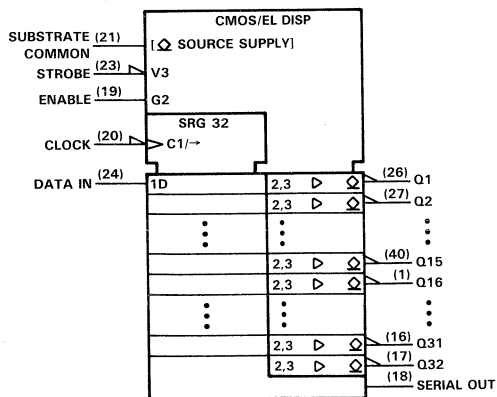 CMOS/EL DISP
SUBSTRATE COMMON (21)
[ SOURCE SUPPLY]
STROBE (23) V3
ENABLE (19) G2
SRG 32
CLOCK (20) C1/→
DATA IN (24) 1D
2,3 (26) Q1
2,3 (27) Q2
2,3 (40) Q15
2,3 (1) Q16
2,3 (16) Q31
2,3 (17) Q32
(18) SERIAL OUT